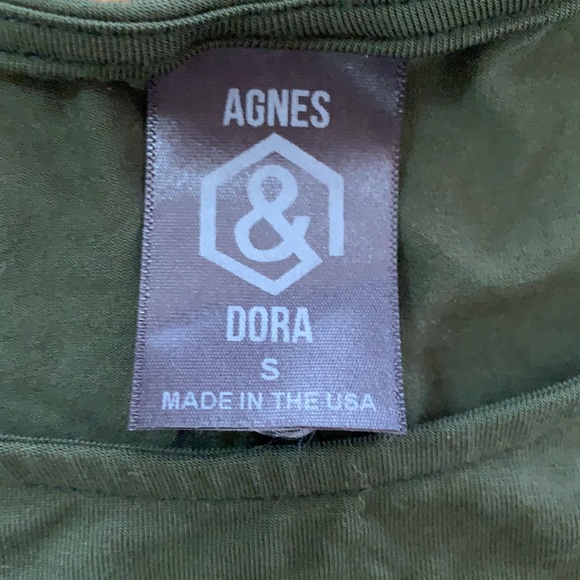 AGNES
&
DORA
S
MADE IN THE USA